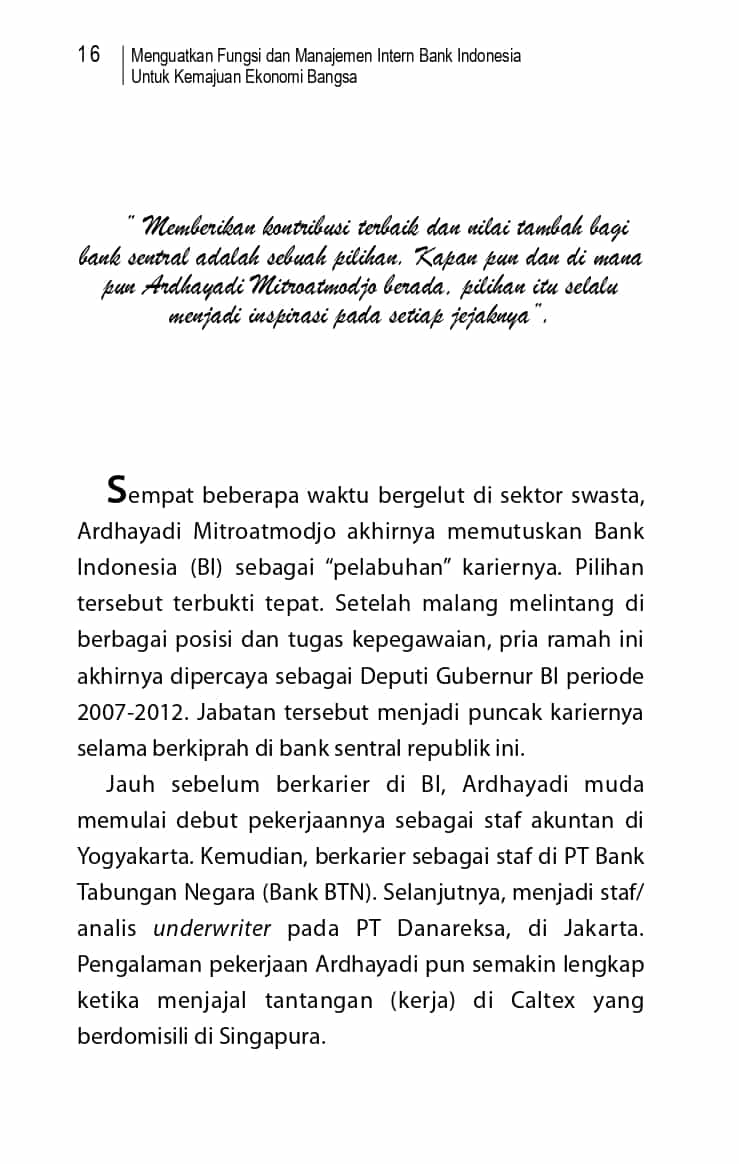 16
Menguatkan Fungsi dan Manajemen Intern Bank Indonesia
Untuk Kemajuan Ekonomi Bangsa
" Memberikan kontribusi terbaik dan nilai tambah bagi
bank sentral adalah sebuah pilihan. Kapan pun dan di mana
pun Ardhayadi Mitroatmodjo berada, pilihan itu selalu
menjadi inspirasi pada setiap jejaknya".
Sempat beberapa waktu bergelut di sektor swasta,
Ardhayadi Mitroatmodjo akhirnya memutuskan Bank
Indonesia (BI) sebagai “pelabuhan” kariernya. Pilihan
tersebut terbukti tepat. Setelah malang melintang di
berbagai posisi dan tugas kepegawaian, pria ramah ini
akhirnya dipercaya sebagai Deputi Gubernur BI periode
2007-2012. Jabatan tersebut menjadi puncak kariernya
selama berkiprah di bank sentral republik ini.
Jauh sebelum berkarier di BI, Ardhayadi muda
memulai debut pekerjaannya sebagai staf akuntan di
Yogyakarta. Kemudian, berkarier sebagai staf di PT Bank
Tabungan Negara (Bank BTN). Selanjutnya, menjadi staf/
analis underwriter pada PT Danareksa, di Jakarta.
Pengalaman pekerjaan Ardhayadi pun semakin lengkap
ketika menjajal tantangan (kerja) di Caltex yang
berdomisili di Singapura.